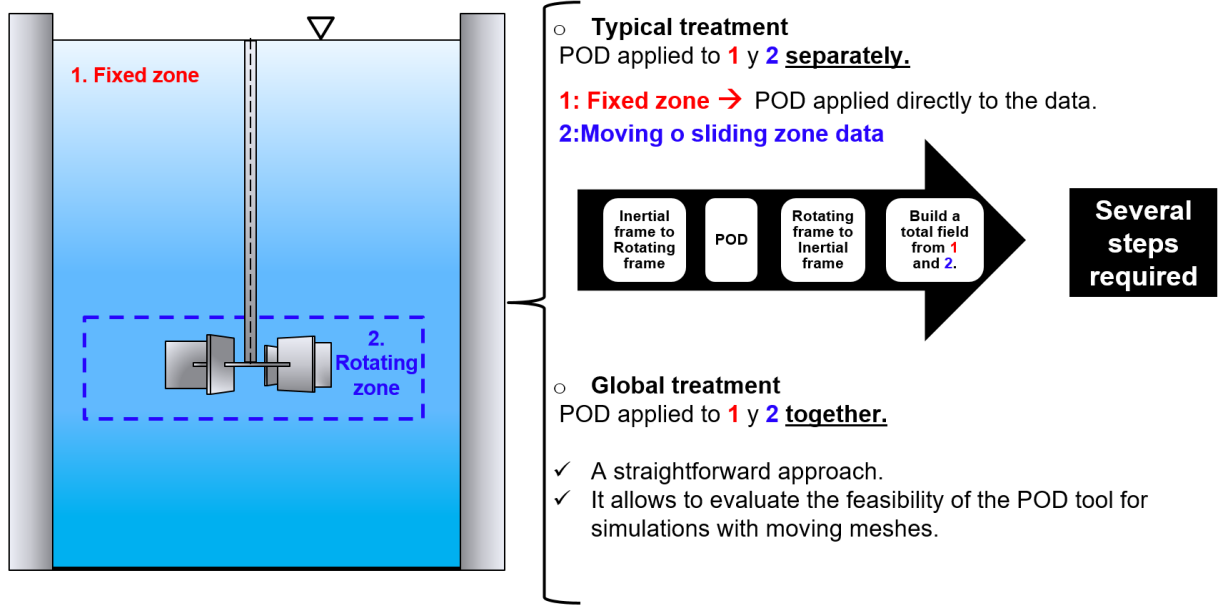 1. Fixed zone
2.
Rotating
zone
o Typical treatment
POD applied to 1 y 2 separately.
1: Fixed zone → POD applied directly to the data.
2:Moving o sliding zone data
Inertial
frame to
Rotating
frame
POD
Rotating
frame to
Inertial
frame
Build a
total field
from 1
and 2.
Several
steps
required
o Global treatment
POD applied to 1 y 2 together.
✓ A straightforward approach.
✓ It allows to evaluate the feasibility of the POD tool for
simulations with moving meshes.